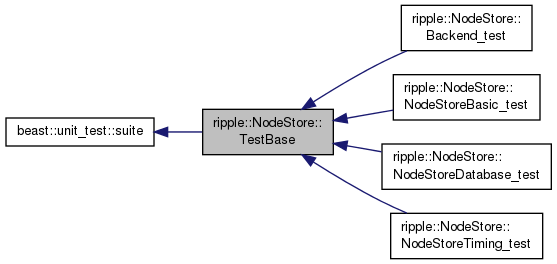 beast::unit_test::suite
ripple::NodeStore::
TestBase
ripple::NodeStore::
Backend_test
ripple::NodeStore::
NodeStoreBasic_test
ripple::NodeStore::
NodeStoreDatabase_test
ripple::NodeStore::
NodeStoreTiming_test